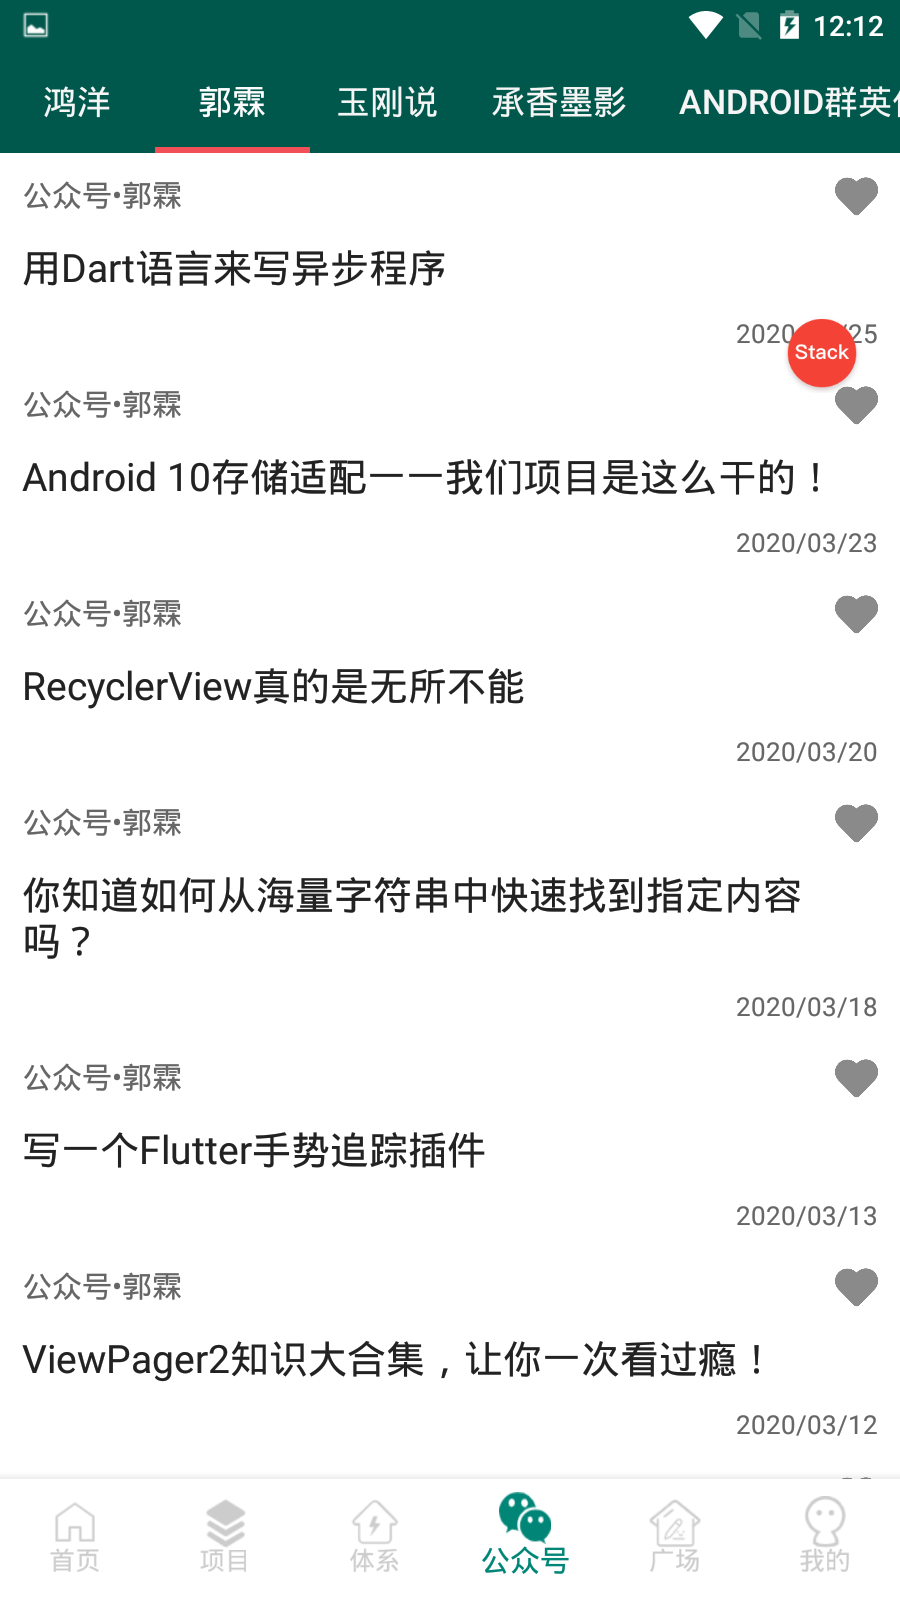 12:12
鸿洋 郭霖 玉刚说 承香墨影 ANDROID群英
公众号•郭霖
用Dart语言来写异步程序
2020 /25
Stack
公众号•郭霖
Android 10存储适配一一我们项目是这么干的！
2020/03/23
公众号•郭霖
RecyclerView真的是无所不能
2020/03/20
公众号•郭霖
你知道如何从海量字符串中快速找到指定内容
吗？
2020/03/18
公众号•郭霖
写一个Flutter手势追踪插件
2020/03/13
公众号•郭霖
ViewPager2知识大合集，让你一次看过瘾！
2020/03/12
首页 项目 体系 公众号 广场 我的